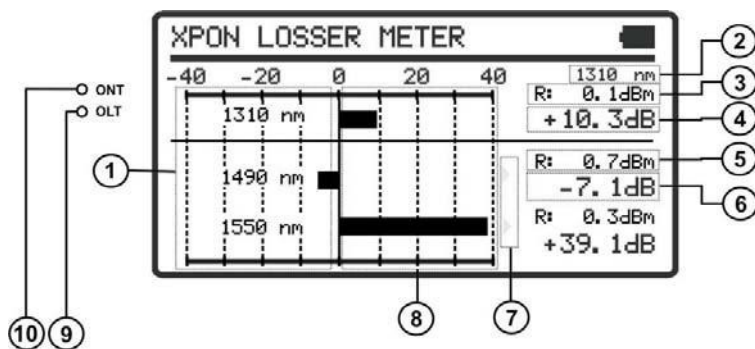 XPON LOSSER METER
-40 -20 0 20 40
1310 nm
R: 0.1dBm
+10.3dB
1310 nm
1490 nm
R: 0.7dBm
-7.1dB
1550 nm
R: 0.3dBm
+39.1dB
ONT
OLT
1
2
3
4
5
6
7
8
9
10